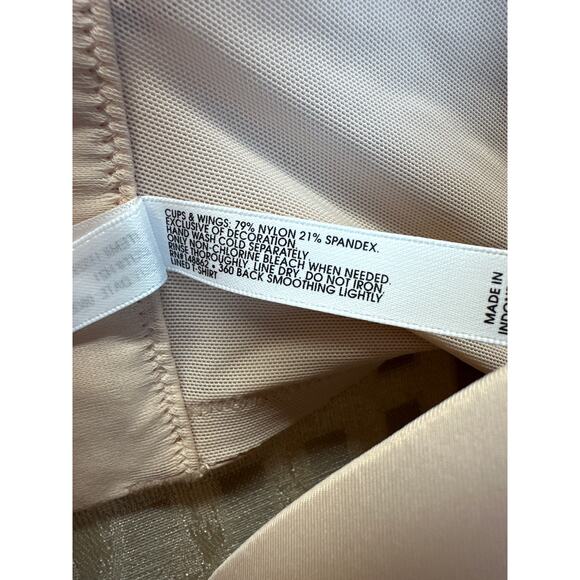 CUPS & WINGS: 79% NYLON 21% SPANDEX.
EXCLUSIVE OF DECORATION.
HAND WASH COLD SEPARATELY.
ONLY NON-CHLORINE BLEACH WHEN NEEDED.
RINSE THOROUGHLY. LINE DRY. DO NOT IRON.
RN#148862 • 360 BACK SMOOTHING LIGHTLY
LINED T-SHIRT
MADE IN